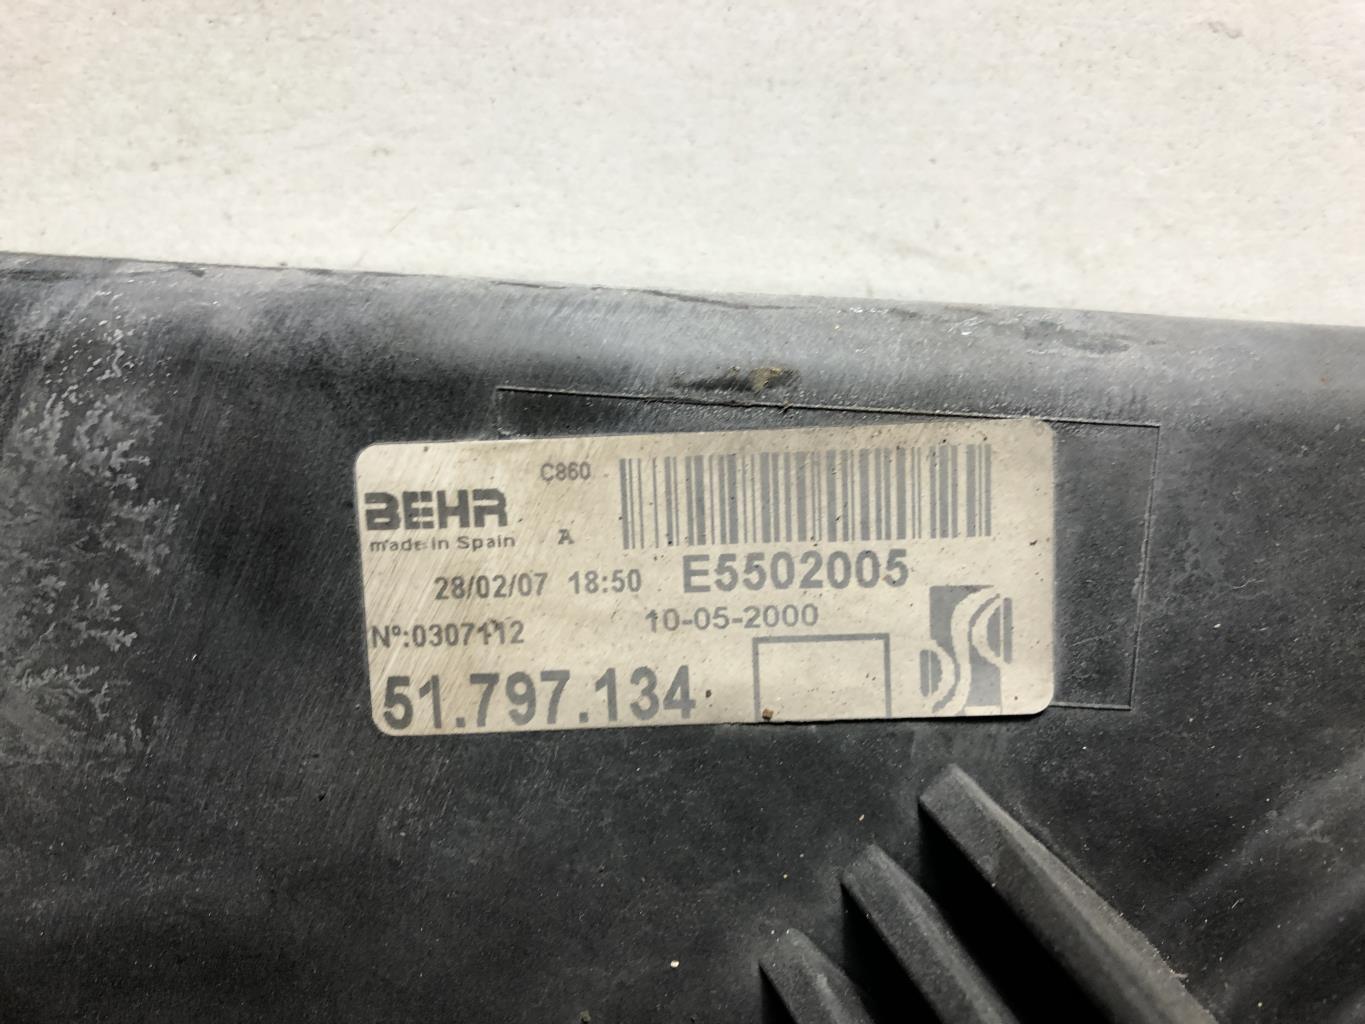 C860
BEHR
made in Spain A
28/02/07 18:50 E5502005
Nº:0307112 10-05-2000
51.797.134